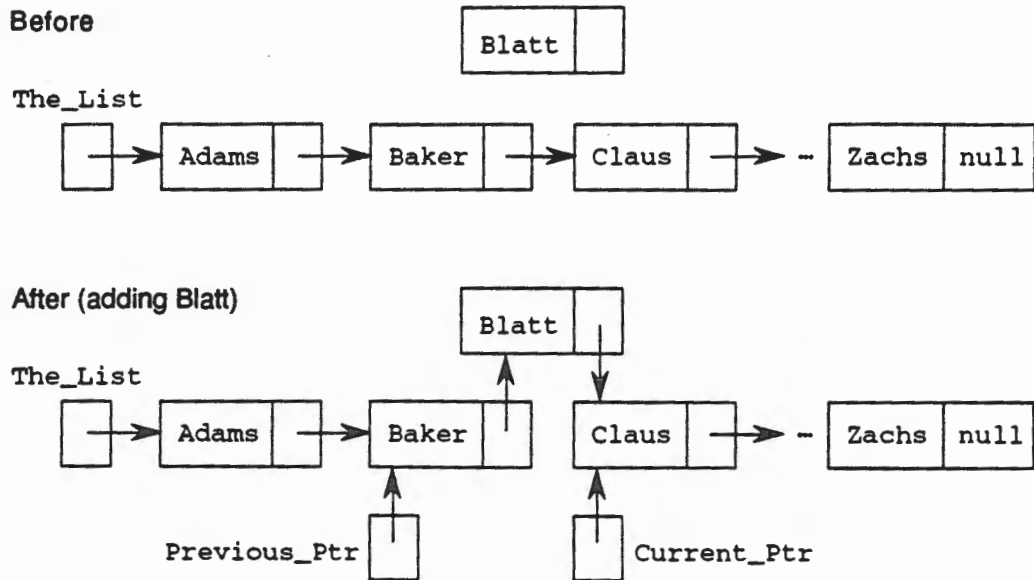 Before
Blatt
The_List
Adams Baker Claus … Zachs null
After (adding Blatt)
Blatt
The_List
Adams Baker Claus … Zachs null
Previous_Ptr Current_Ptr